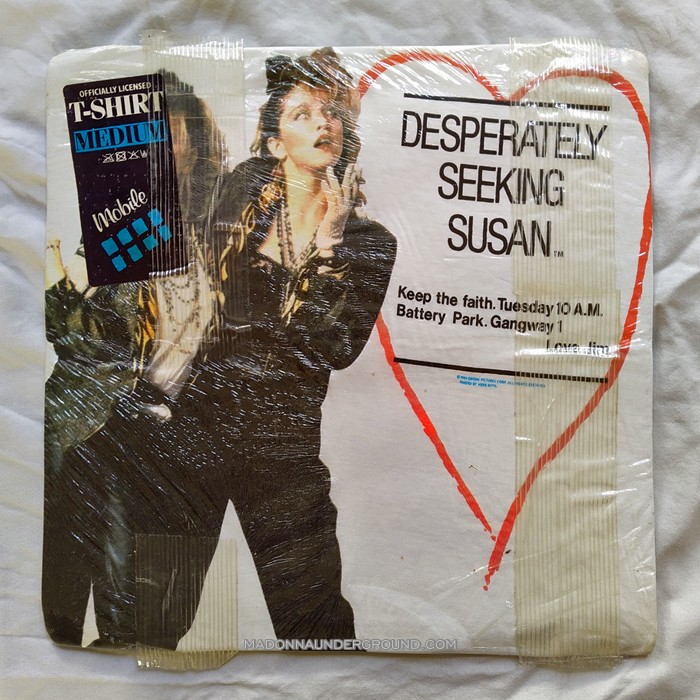 OFFICIALLY LICENSED
T-SHIRT
MEDIUM
Mobile
DESPERATELY
SEEKING
SUSAN™
Keep the faith. Tuesday 10 A.M.
Battery Park. Gangway 1
Love, Jim
MADONNAUNDERGROUND.COM